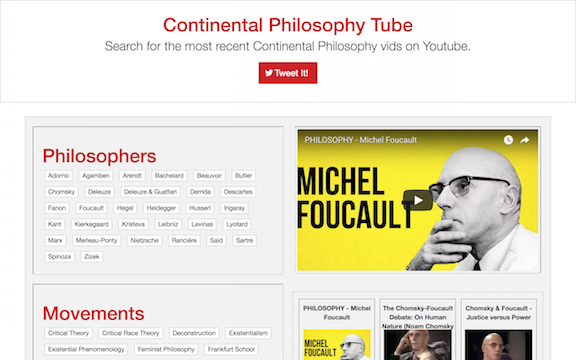 Continental Philosophy Tube
Search for the most recent Continental Philosophy vids on Youtube.
Tweet It!
Philosophers
Adorno Agamben Arendt Bachelard Beauvoir Butler
Chomsky Deleuze Deleuze & Guattari Derrida Descartes
Fanon Foucault Hegel Heidegger Husserl Irigaray
Kant Kierkegaard Kristeva Leibniz Levinas Lyotard
Marx Merleau-Ponty Nietzsche Rancière Said Sartre
Spinoza Zizek
Movements
Critical Theory Critical Race Theory Deconstruction Existentialism
Existential Phenomenology Feminist Philosophy Frankfurt School
PHILOSOPHY - Michel Foucault
MICHEL
FOUCAULT
PHILOSOPHY - Michel
Foucault
MICHEL
The Chomsky-Foucault
Debate: On Human
Nature (Noam Chomsky
Chomsky & Foucault -
Justice versus Power